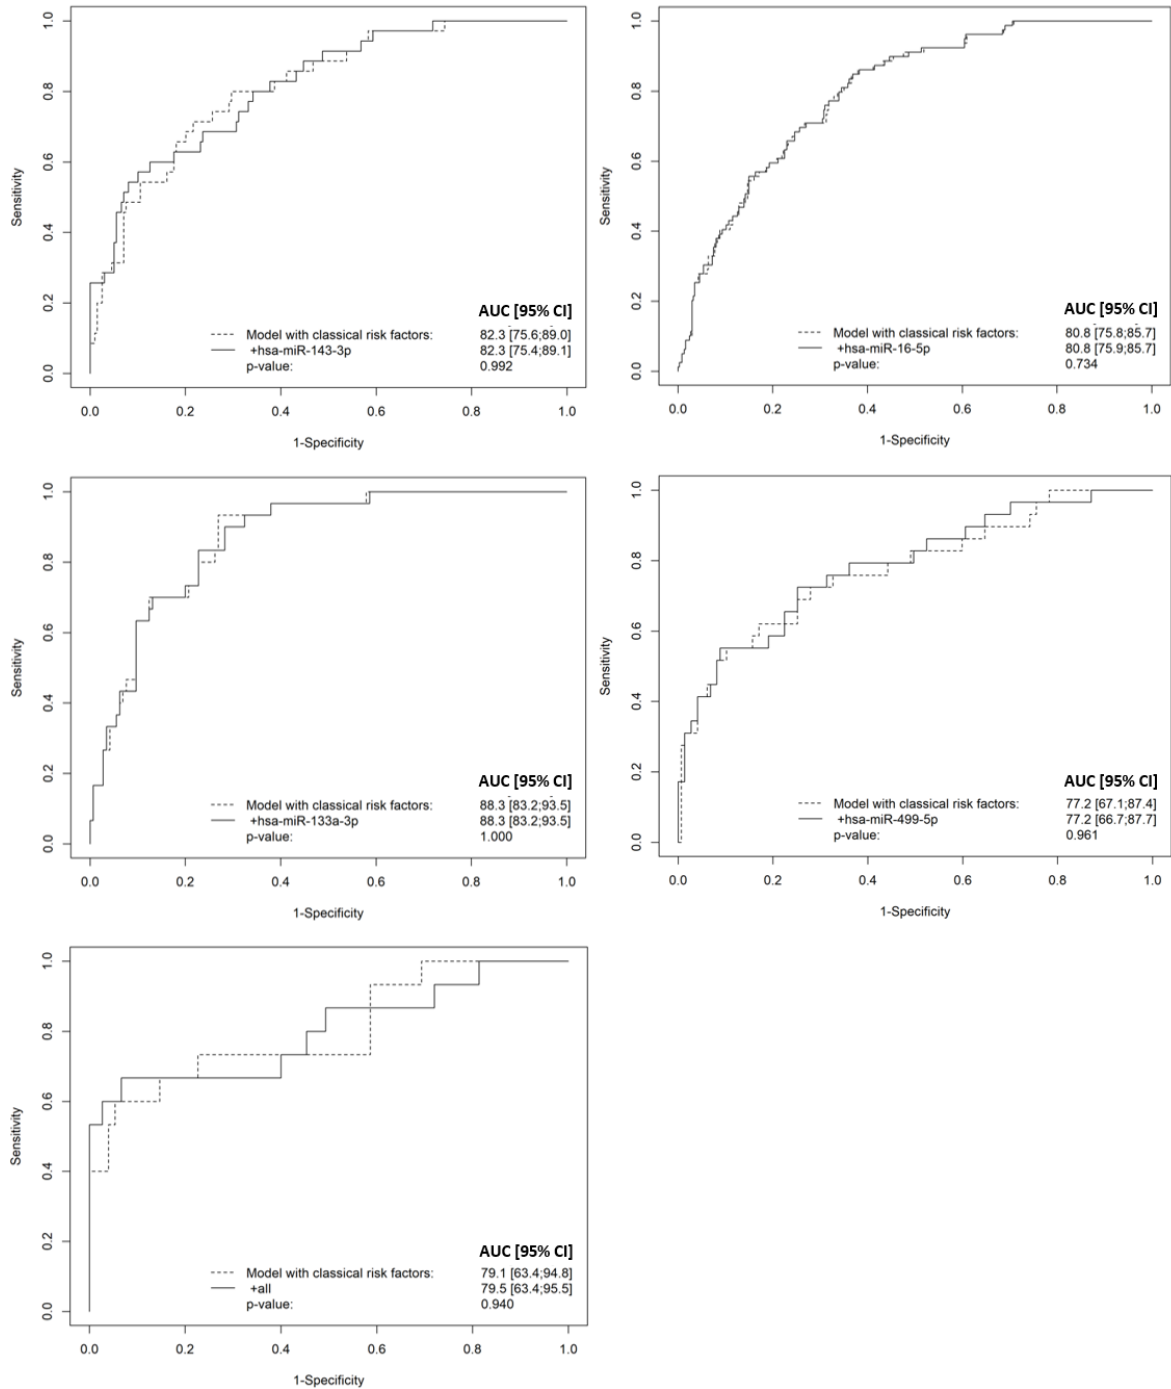 Sensitivity
1.0
0.8
0.6
0.4
0.2
0.0
AUC [95% CI]
Model with classical risk factors: 82.3 [75.6;89.0]
+hsa-miR-143-3p 82.3 [75.4;89.1]
p-value: 0.992
0.0 0.2 0.4 0.6 0.8 1.0
1-Specificity
Sensitivity
1.0
0.8
0.6
0.4
0.2
0.0
AUC [95% CI]
Model with classical risk factors: 80.8 [75.8;85.7]
+hsa-miR-16-5p 80.8 [75.9;85.7]
p-value: 0.734
0.0 0.2 0.4 0.6 0.8 1.0
1-Specificity
Sensitivity
1.0
0.8
0.6
0.4
0.2
0.0
AUC [95% CI]
Model with classical risk factors: 88.3 [83.2;93.5]
+hsa-miR-133a-3p 88.3 [83.2;93.5]
p-value: 1.000
0.0 0.2 0.4 0.6 0.8 1.0
1-Specificity
Sensitivity
1.0
0.8
0.6
0.4
0.2
0.0
AUC [95% CI]
Model with classical risk factors: 77.2 [67.1;87.4]
+hsa-miR-499-5p 77.2 [66.7;87.7]
p-value: 0.961
0.0 0.2 0.4 0.6 0.8 1.0
1-Specificity
Sensitivity
1.0
0.8
0.6
0.4
0.2
0.0
AUC [95% CI]
Model with classical risk factors: 79.1 [63.4;94.8]
+all 79.5 [63.4;95.5]
p-value: 0.940
0.0 0.2 0.4 0.6 0.8 1.0
1-Specificity